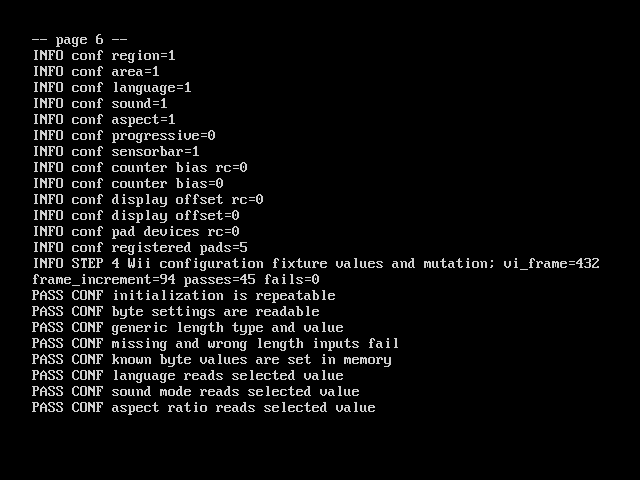 -- page 6 --
INFO conf region=1
INFO conf area=1
INFO conf language=1
INFO conf sound=1
INFO conf aspect=1
INFO conf progressive=0
INFO conf sensorbar=1
INFO conf counter bias rc=0
INFO conf counter bias=0
INFO conf display offset rc=0
INFO conf display offset=0
INFO conf pad devices rc=0
INFO conf registered pads=5
INFO STEP 4 Wii configuration fixture values and mutation; vi_frame=432
frame_increment=94 passes=45 fails=0
PASS CONF initialization is repeatable
PASS CONF byte settings are readable
PASS CONF generic length type and value
PASS CONF missing and wrong length inputs fail
PASS CONF known byte values are set in memory
PASS CONF language reads selected value
PASS CONF sound mode reads selected value
PASS CONF aspect ratio reads selected value